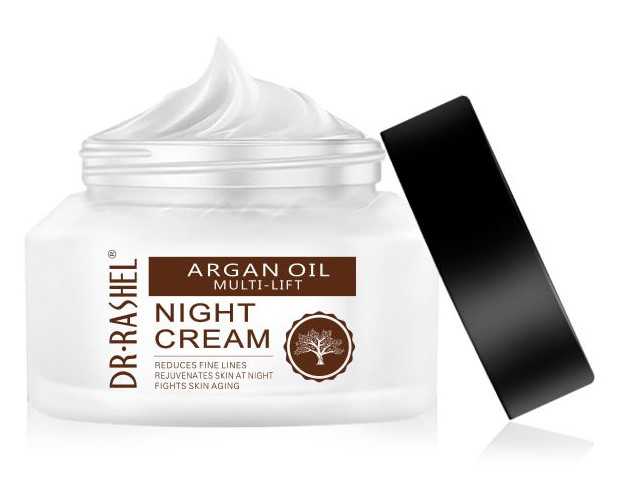 DR·RASHEL®
ARGAN OIL
MULTI-LIFT
NIGHT
CREAM
REDUCES FINE LINES
REJUVENATES SKIN AT NIGHT
FIGHTS SKIN AGING